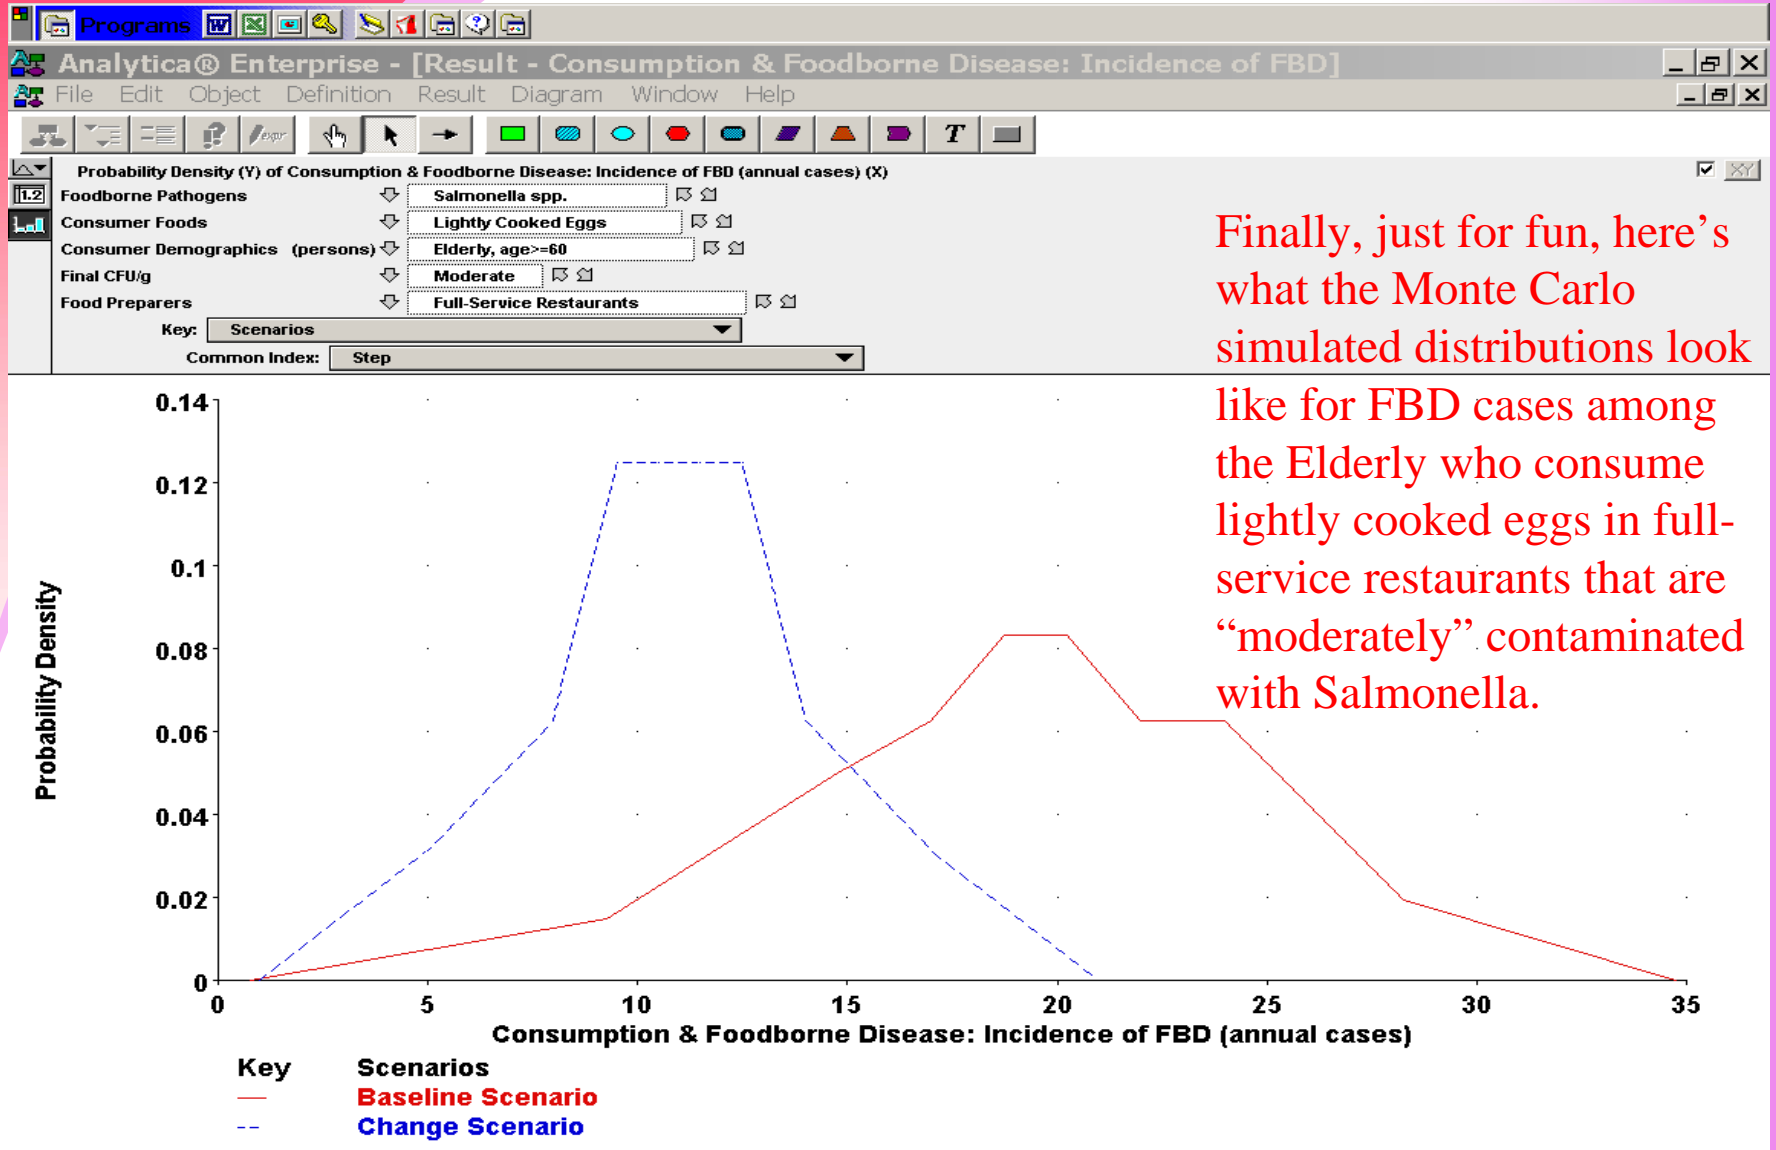 Programs
Analytica® Enterprise - [Result - Consumption & Foodborne Disease: Incidence of FBD]
File Edit Object Definition Result Diagram Window Help
expr T
Probability Density (Y) of Consumption & Foodborne Disease: Incidence of FBD (annual cases) (X)
XY
1.2
Foodborne Pathogens Salmonella spp.
Consumer Foods Lightly Cooked Eggs
Consumer Demographics (persons) Elderly, age>=60
Final CFU/g Moderate
Food Preparers Full-Service Restaurants
Key: Scenarios
Common Index: Step
Finally, just for fun, here’s
what the Monte Carlo
simulated distributions look
like for FBD cases among
the Elderly who consume
lightly cooked eggs in full-
service restaurants that are
“moderately” contaminated
with Salmonella.
Probability Density
0.14
0.12
0.1
0.08
0.06
0.04
0.02
0
0 5 10 15 20 25 30 35
Consumption & Foodborne Disease: Incidence of FBD (annual cases)
Key Scenarios
Baseline Scenario
Change Scenario